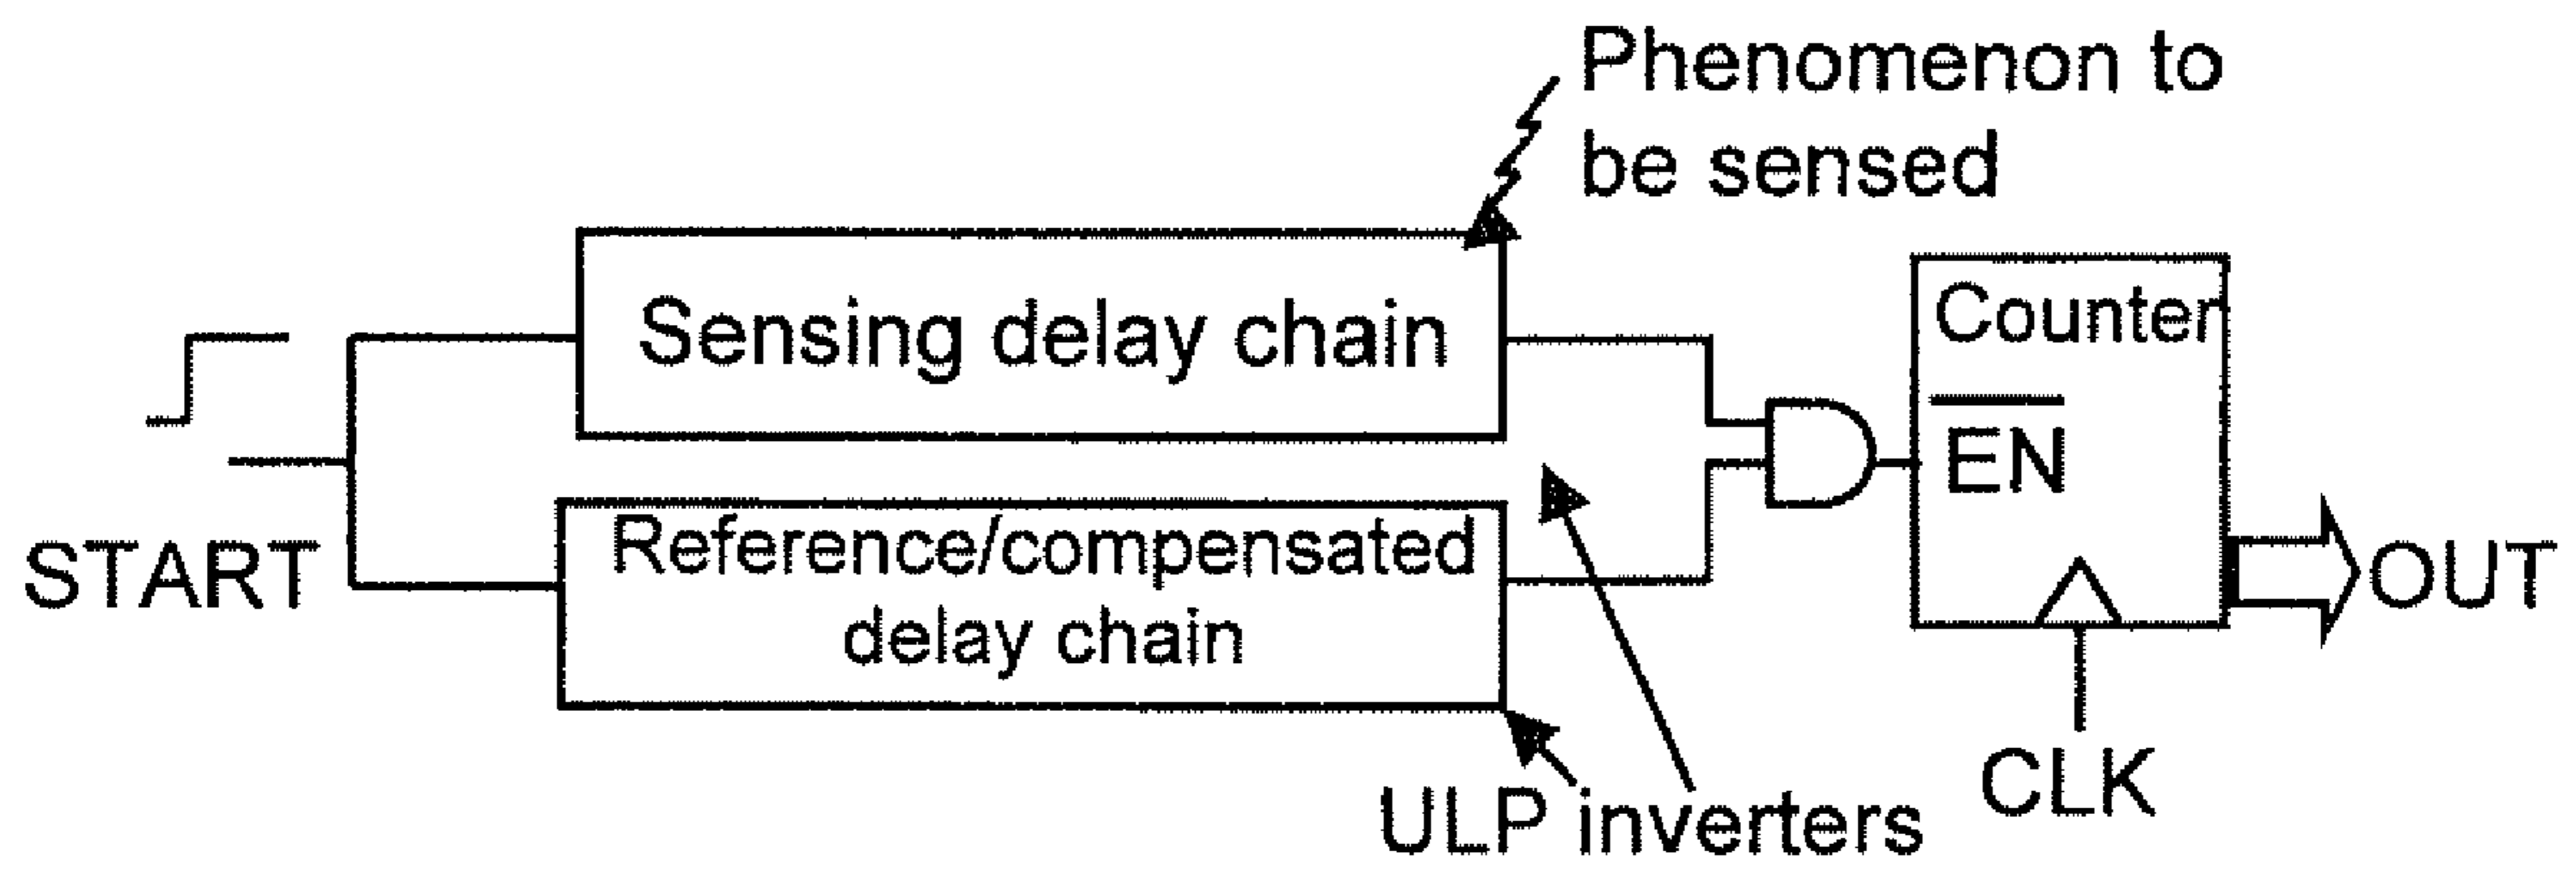 Phenomenon to
be sensed
Sensing delay chain
Counter
EN
START
Reference/compensated
delay chain
OUT
CLK
ULP inverters